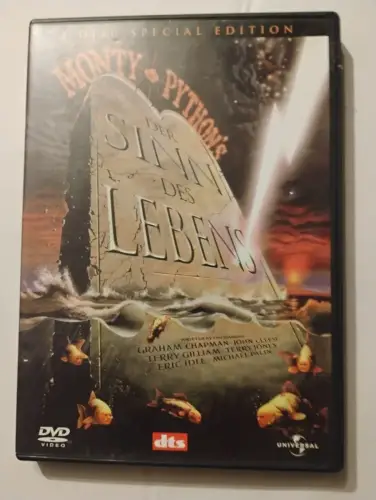 DISC SPECIAL EDITION
MONTY PYTHON'S
DER
SINN
DES
LEBENS
GRAHAM CHAPMAN · JOHN CLEESE
TERRY GILLIAM · TERRY JONES
ERIC IDLE · MICHAEL PALIN
DVD
VIDEO
dts
UNIVERSAL